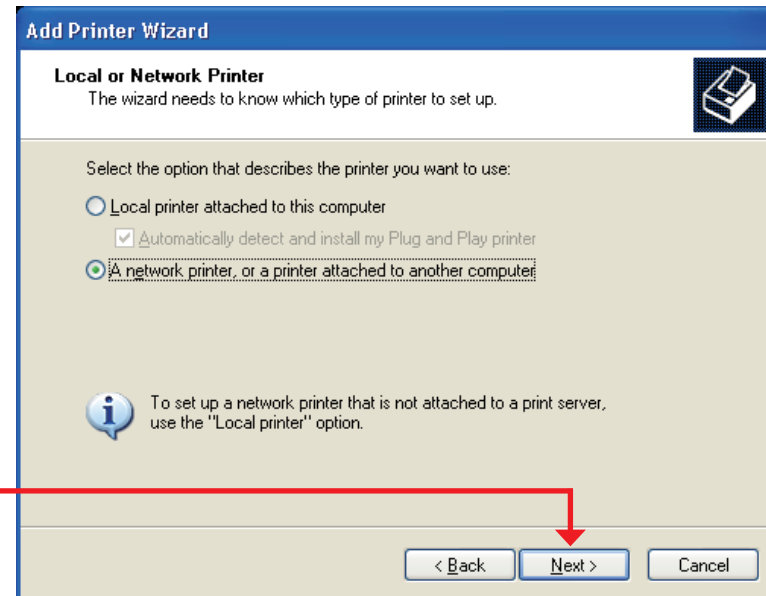 Add Printer Wizard
Local or Network Printer
The wizard needs to know which type of printer to set up.
Select the option that describes the printer you want to use:
Local printer attached to this computer
Automatically detect and install my Plug and Play printer
A network printer, or a printer attached to another computer
To set up a network printer that is not attached to a print server,
use the "Local printer" option.
< Back Next > Cancel